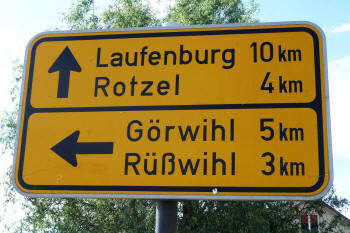 Laufenburg 10 km
Rotzel 4 km
Görwihl 5 km
Rüßwihl 3 km